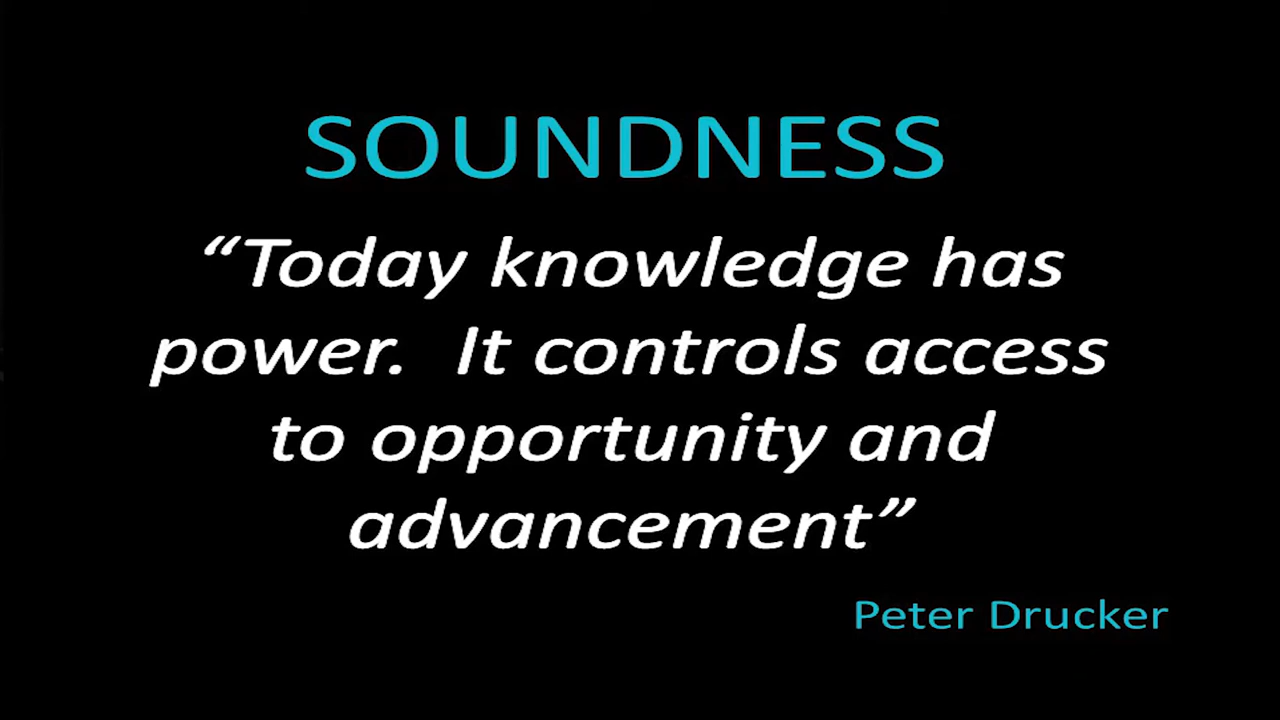 SOUNDNESS
“Today knowledge has
power.  It controls access
to opportunity and
advancement”
Peter Drucker